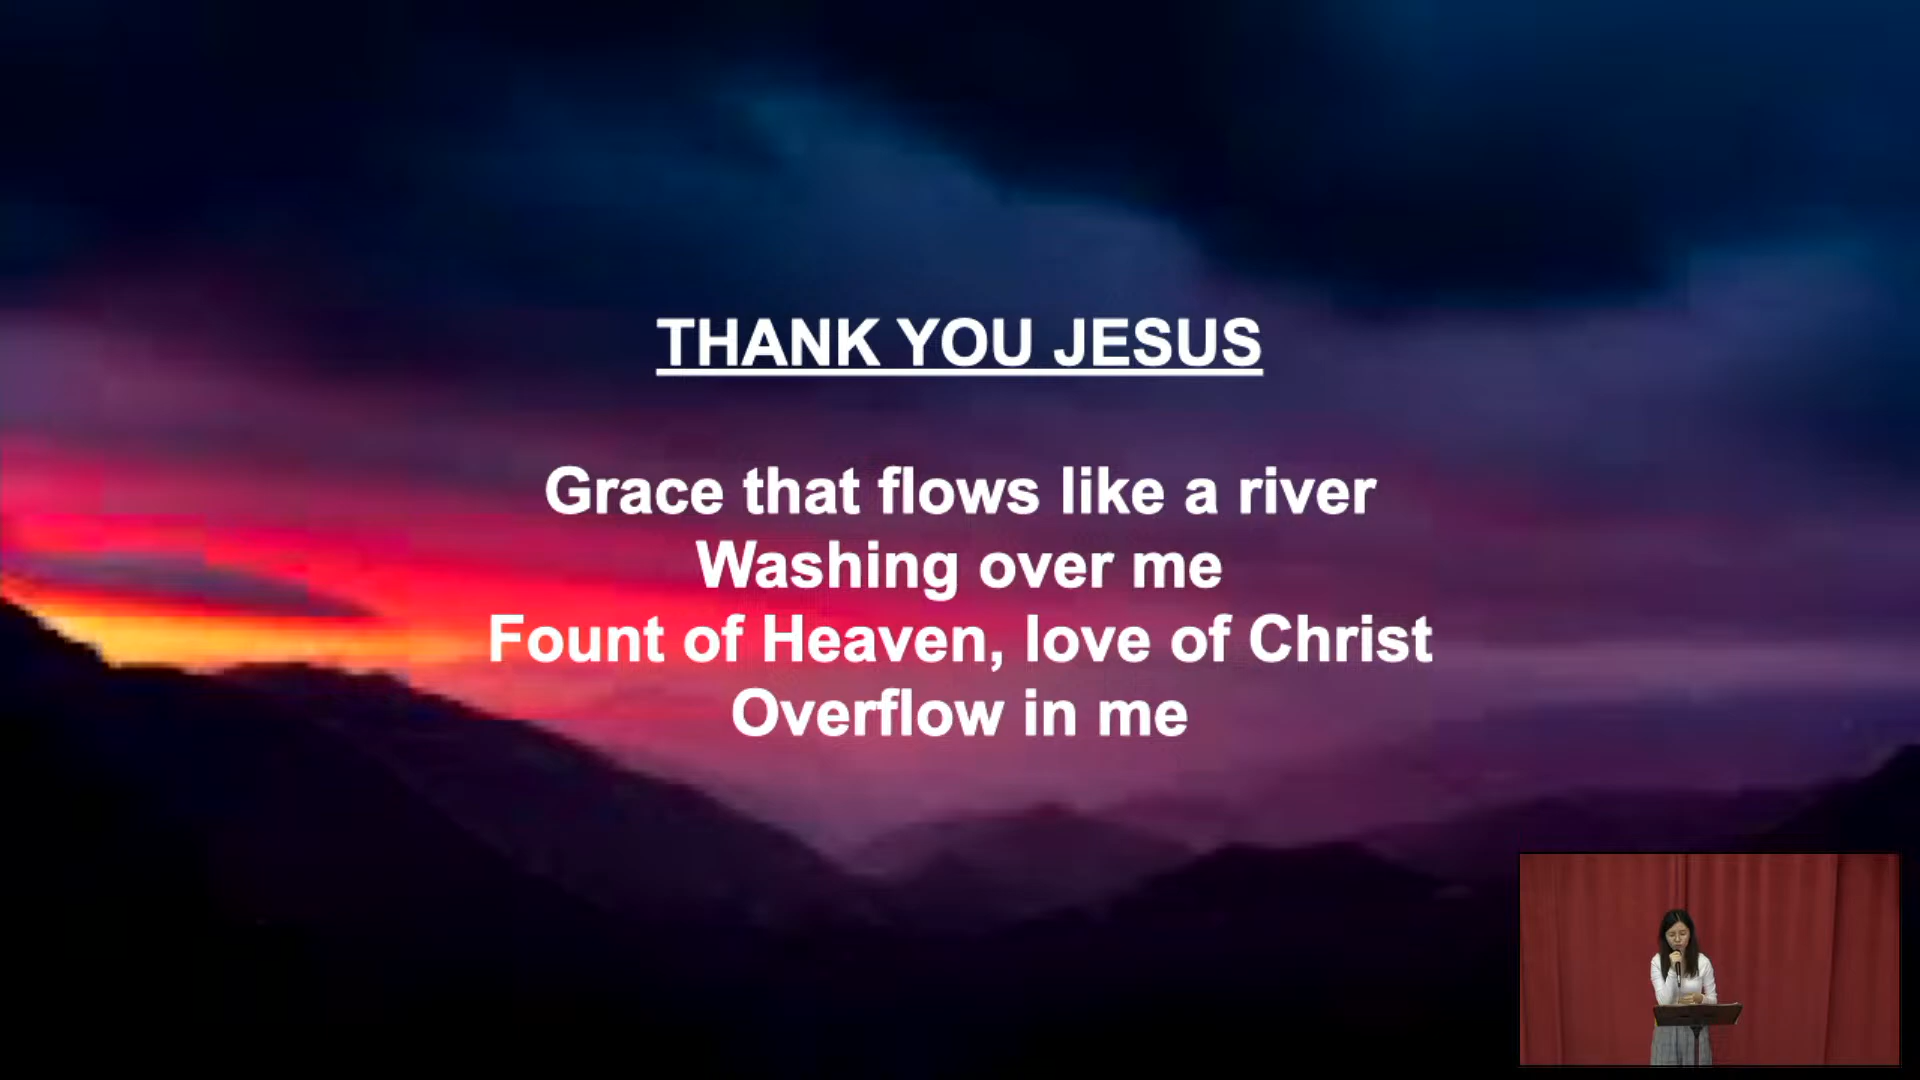 THANK YOU JESUS
Grace that flows like a river
Washing over me
Fount of Heaven, love of Christ
Overflow in me